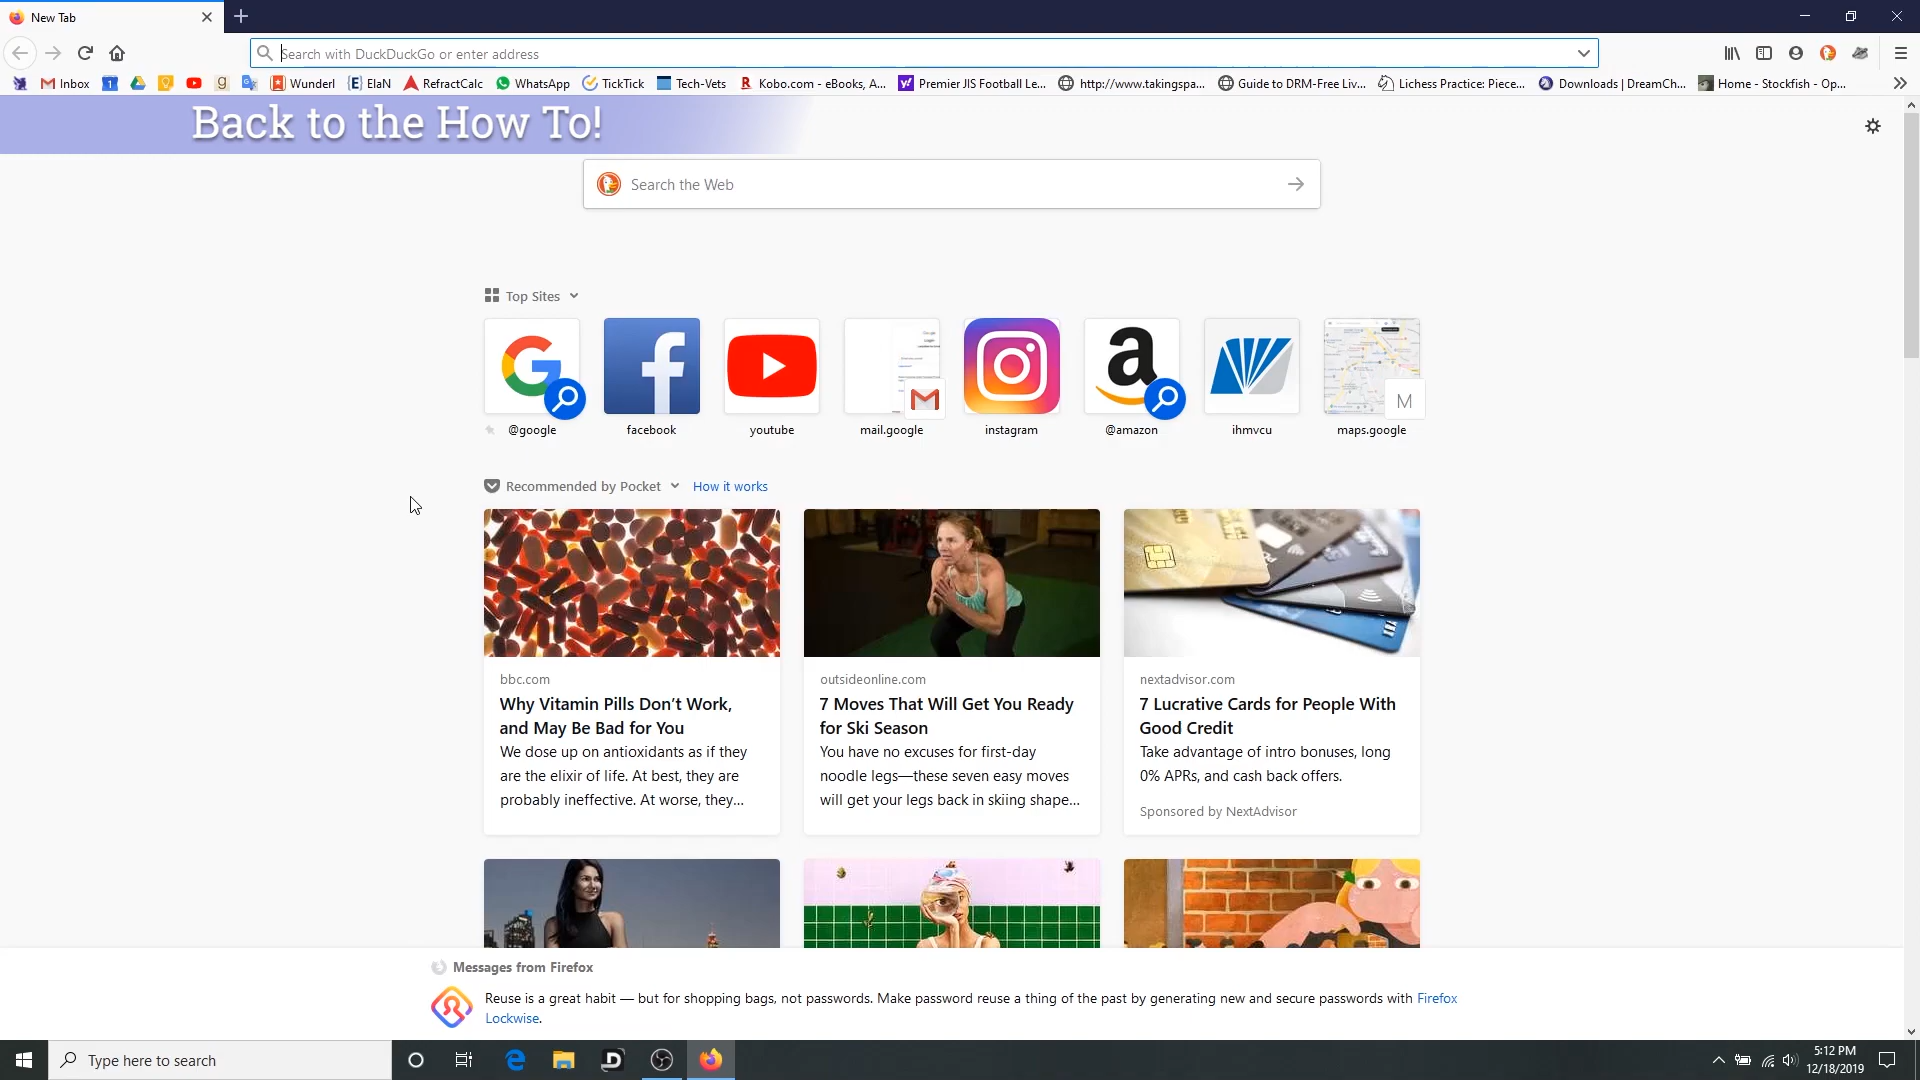 New Tab
Search with DuckDuckGo or enter address
Inbox
Wunderl
ElaN
RefractCalc
WhatsApp
TickTick
Tech-Vets
Kobo.com - eBooks, A...
Premier JIS Football Le...
http://www.takingspa...
Guide to DRM-Free Liv...
Lichess Practice: Piece...
Downloads | DreamCh...
Home - Stockfish - Op...
Back to the How To!
Search the Web
Top Sites
@google
facebook
youtube
mail.google
instagram
@amazon
ihmvcu
M
maps.google
Recommended by Pocket
How it works
bbc.com
Why Vitamin Pills Don’t Work,
and May Be Bad for You
We dose up on antioxidants as if they
are the elixir of life. At best, they are
probably ineffective. At worse, they...
outsideonline.com
7 Moves That Will Get You Ready
for Ski Season
You have no excuses for first-day
noodle legs—these seven easy moves
will get your legs back in skiing shape...
nextadvisor.com
7 Lucrative Cards for People With
Good Credit
Take advantage of intro bonuses, long
0% APRs, and cash back offers.
Sponsored by NextAdvisor
Messages from Firefox
Reuse is a great habit — but for shopping bags, not passwords. Make password reuse a thing of the past by generating new and secure passwords with Firefox
Lockwise.
Type here to search
5:12 PM
12/18/2019